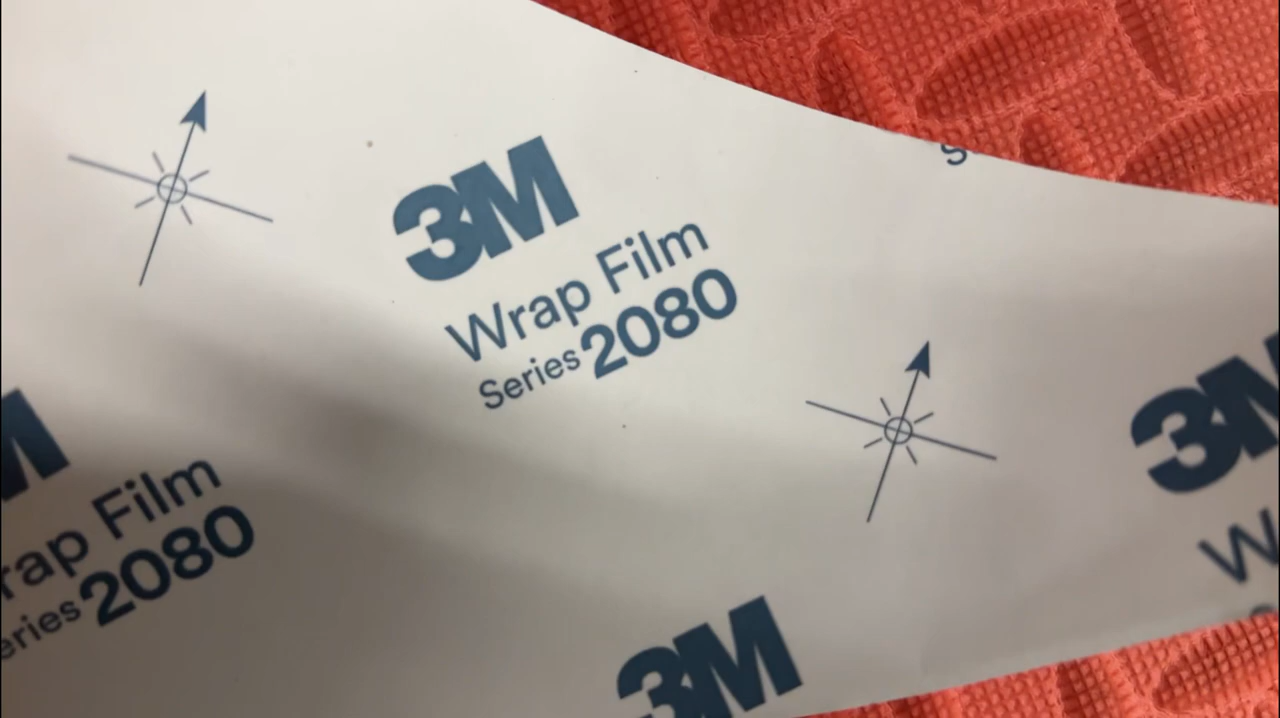 3M
Wrap Film
Series 2080
S
M
rap Film
eries 2080
3M
W
3M